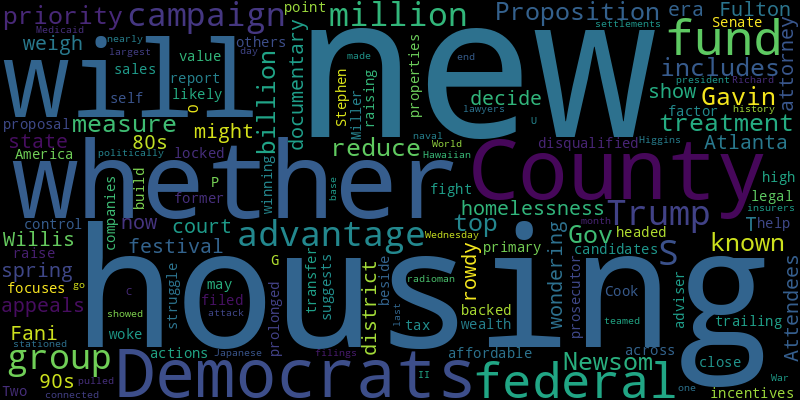 priority campaign million point Proposition era Fulton
Medicaid nearly others Senate settlements
weigh largest day value made fund attorney
will new includes president Richard
sales report billion documentary Stephen Miller raising properties decide show Gavin
self likely end lawyers factor history
proposal O U treatment
measure might naval
state 80s reduce World disqualified Higgins Atlanta
America politically locked Hawaiian
whether County
companies build P former winning base fight high legal
control how homelessness insurers
Willis court advantage top Trump month help
raise festival Wednesday rowdy primary wondering Gov headed T known
spring G district beside S candidates
focuses go C struggle may filed prolonged transfer suggests radioman prosecutor adviser Attendees
appeals housing
Fani showed attack last backed Cook trailing
stationed woke Japanese tax wealth teamed
group actions filings affordable across close
90s Democrats II federal Newsom War
Two pulled connected one incentives